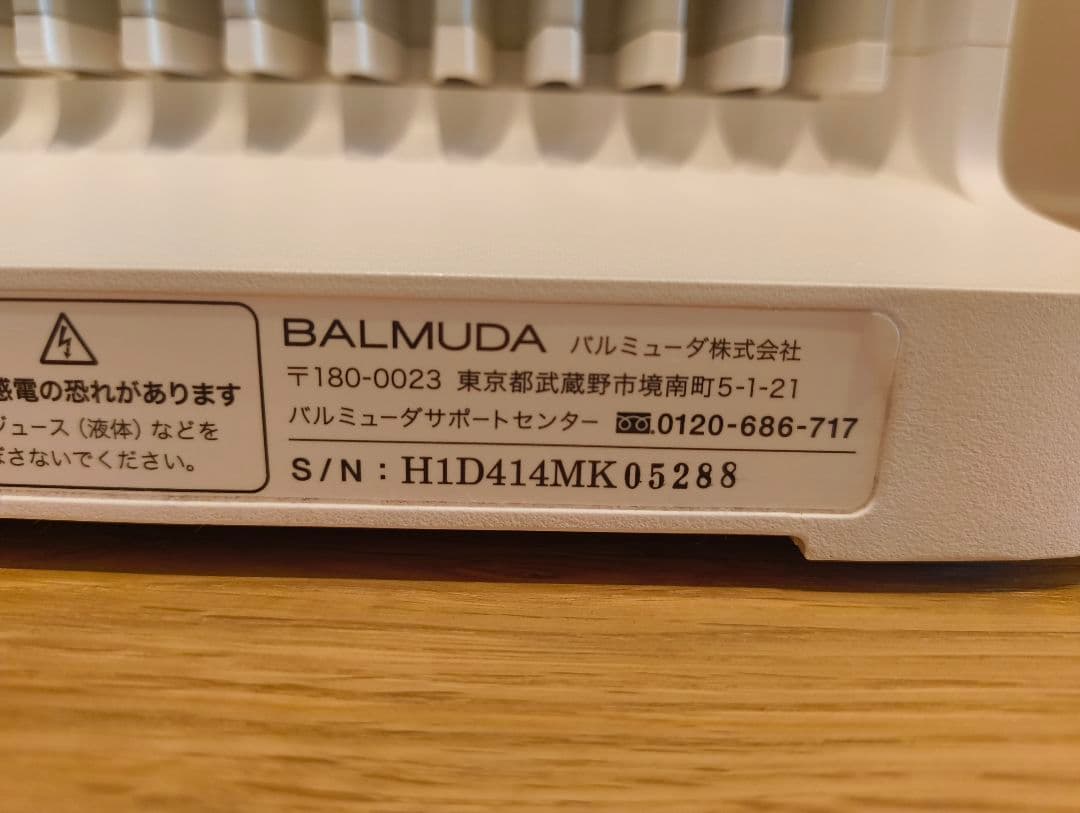 感電の恐れがあります
ジュース（液体）などを
さないでください。
BALMUDA バルミューダ株式会社
〒180-0023 東京都武蔵野市境南町5-1-21
バルミューダサポートセンター 0120-686-717
S/N：H1D414MK05288